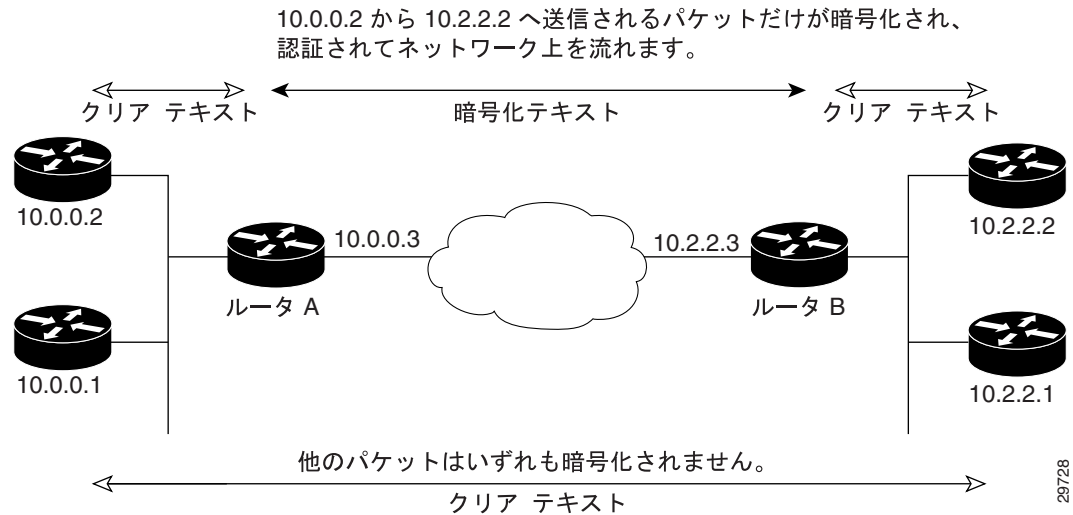 10.0.0.2 から 10.2.2.2 へ送信されるパケットだけが暗号化され、
認証されてネットワーク上を流れます。
クリア テキスト
暗号化テキスト
クリア テキスト
10.0.0.2
10.0.0.3
10.2.2.3
10.2.2.2
ルータ A
ルータ B
10.0.0.1
10.2.2.1
他のパケットはいずれも暗号化されません。
クリア テキスト
29728